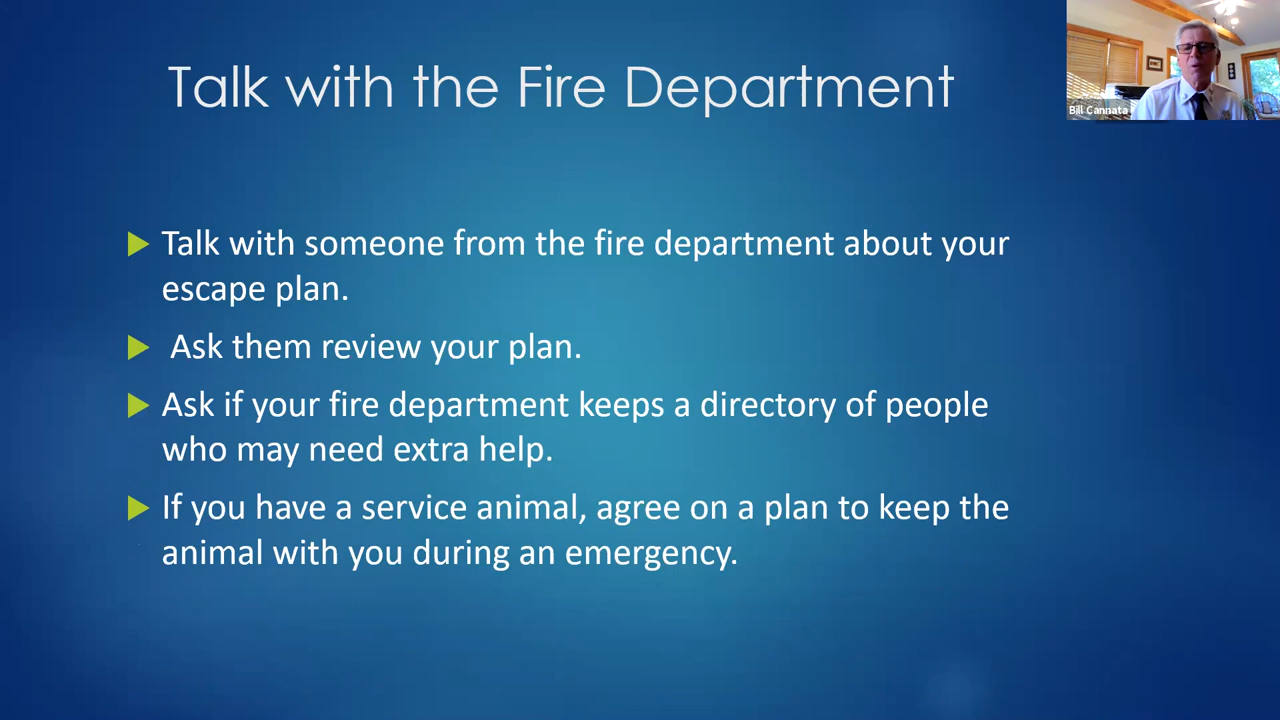 Talk with the Fire Department
Bill Cannata
Talk with someone from the fire department about your
escape plan.
Ask them review your plan.
Ask if your fire department keeps a directory of people
who may need extra help.
If you have a service animal, agree on a plan to keep the
animal with you during an emergency.